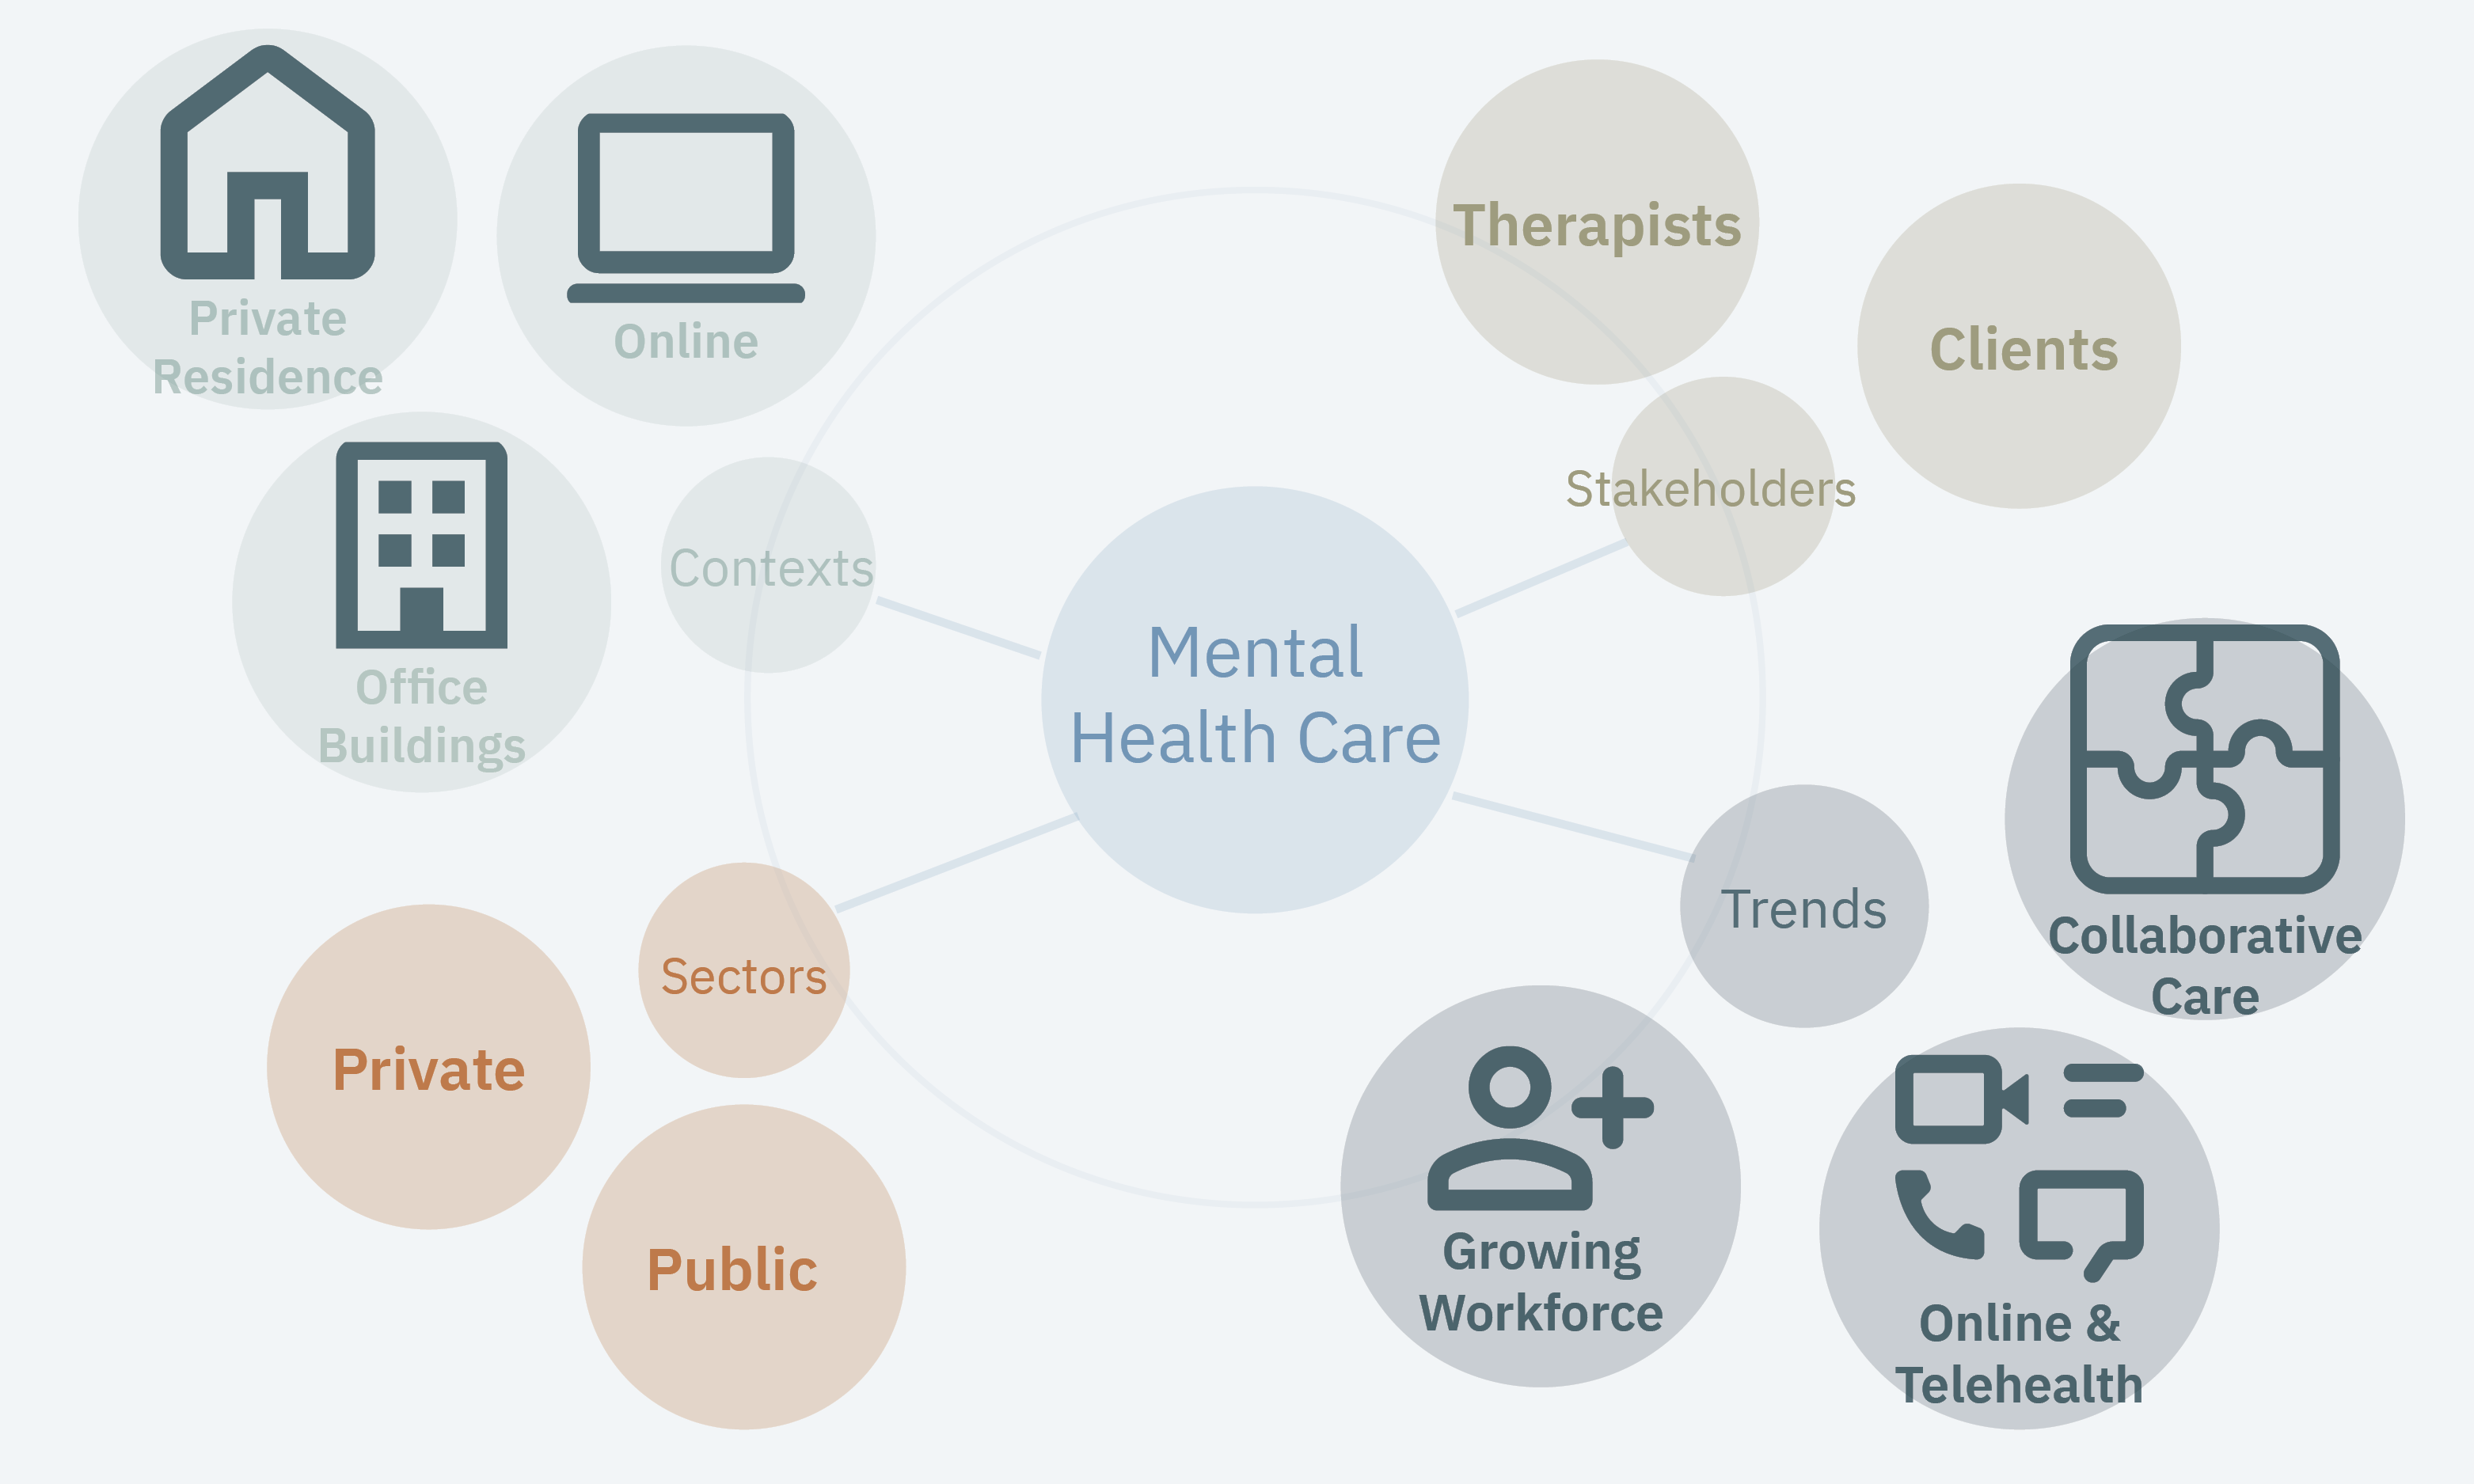 Private
Residence
Online
Office
Buildings
Contexts
Therapists
Clients
Stakeholders
Mental
Health Care
Sectors
Private
Public
Trends
Collaborative
Care
Growing
Workforce
Online &
Telehealth